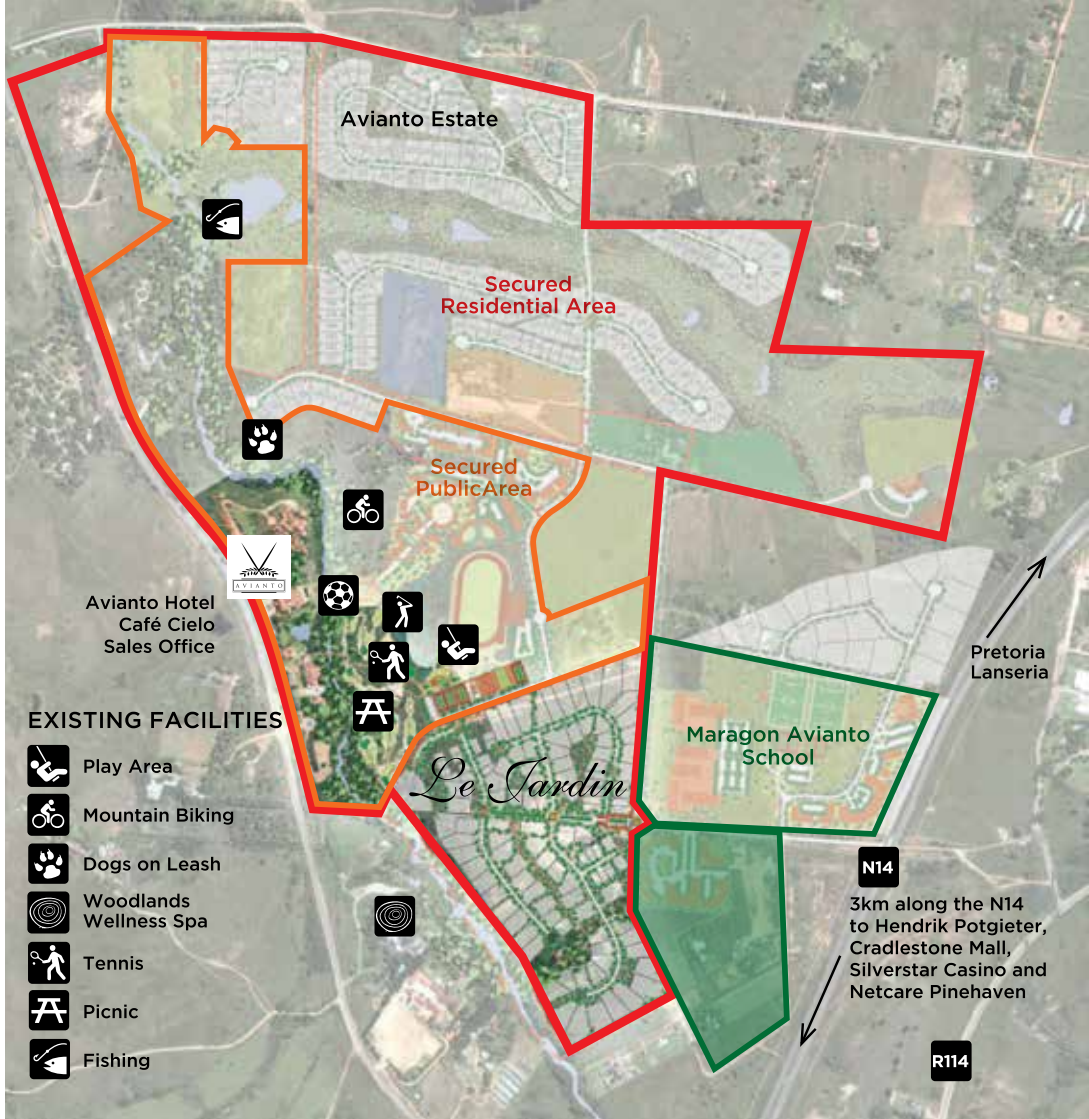 Avianto Estate
Secured
Residential Area
Secured
PublicArea
AVIANTO
Avianto Hotel
Café Cielo
Sales Office
Pretoria
Lanseria
Maragon Avianto
School
Le Jardin
EXISTING FACILITIES
Play Area
Mountain Biking
Dogs on Leash
Woodlands
Wellness Spa
Tennis
Picnic
Fishing
N14
3km along the N14
to Hendrik Potgieter,
Cradlestone Mall,
Silverstar Casino and
Netcare Pinehaven
R114